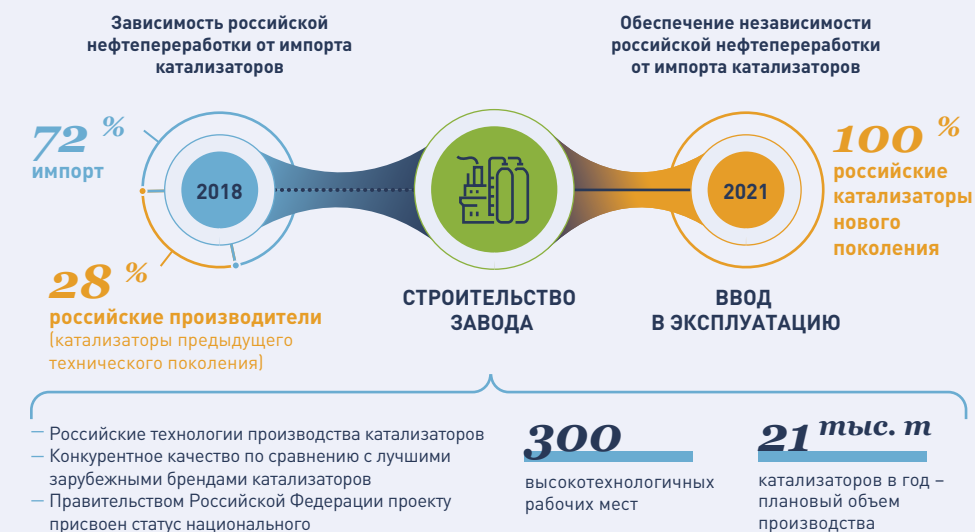 Зависимость российской
нефтепереработки от импорта
катализаторов
Обеспечение независимости
российской нефтепереработки
от импорта катализаторов
72 %
импорт
2018
28 %
российские производители
(катализаторы предыдущего
технического поколения)
СТРОИТЕЛЬСТВО
ЗАВОДА
2021
ВВОД
В ЭКСПЛУАТАЦИЮ
100 %
российские
катализаторы
нового
поколения
— Российские технологии производства катализаторов
— Конкурентное качество по сравнению с лучшими
зарубежными брендами катализаторов
— Правительством Российской Федерации проекту
присвоен статус национального
300
высокотехнологичных
рабочих мест
21 тыс. т
катализаторов в год –
плановый объем
производства